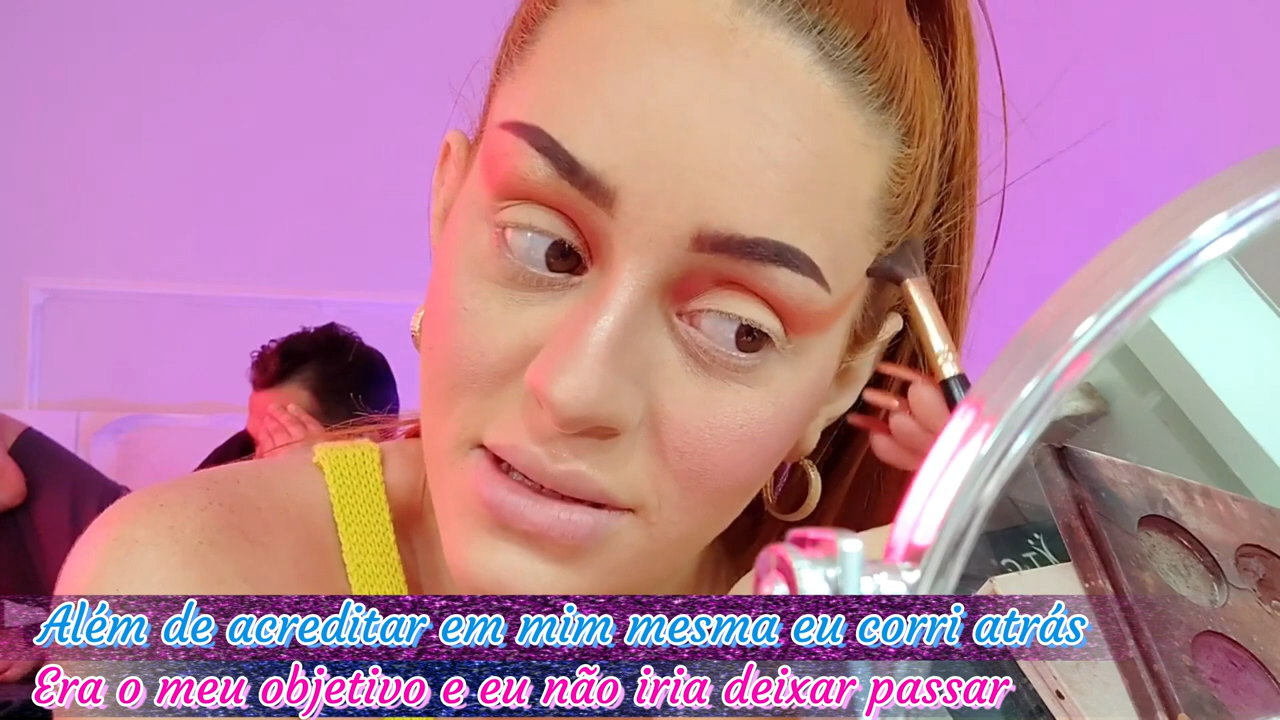 Além de acreditar em mim mesma eu corri atrás
Era o meu objetivo e eu não iria deixar passar